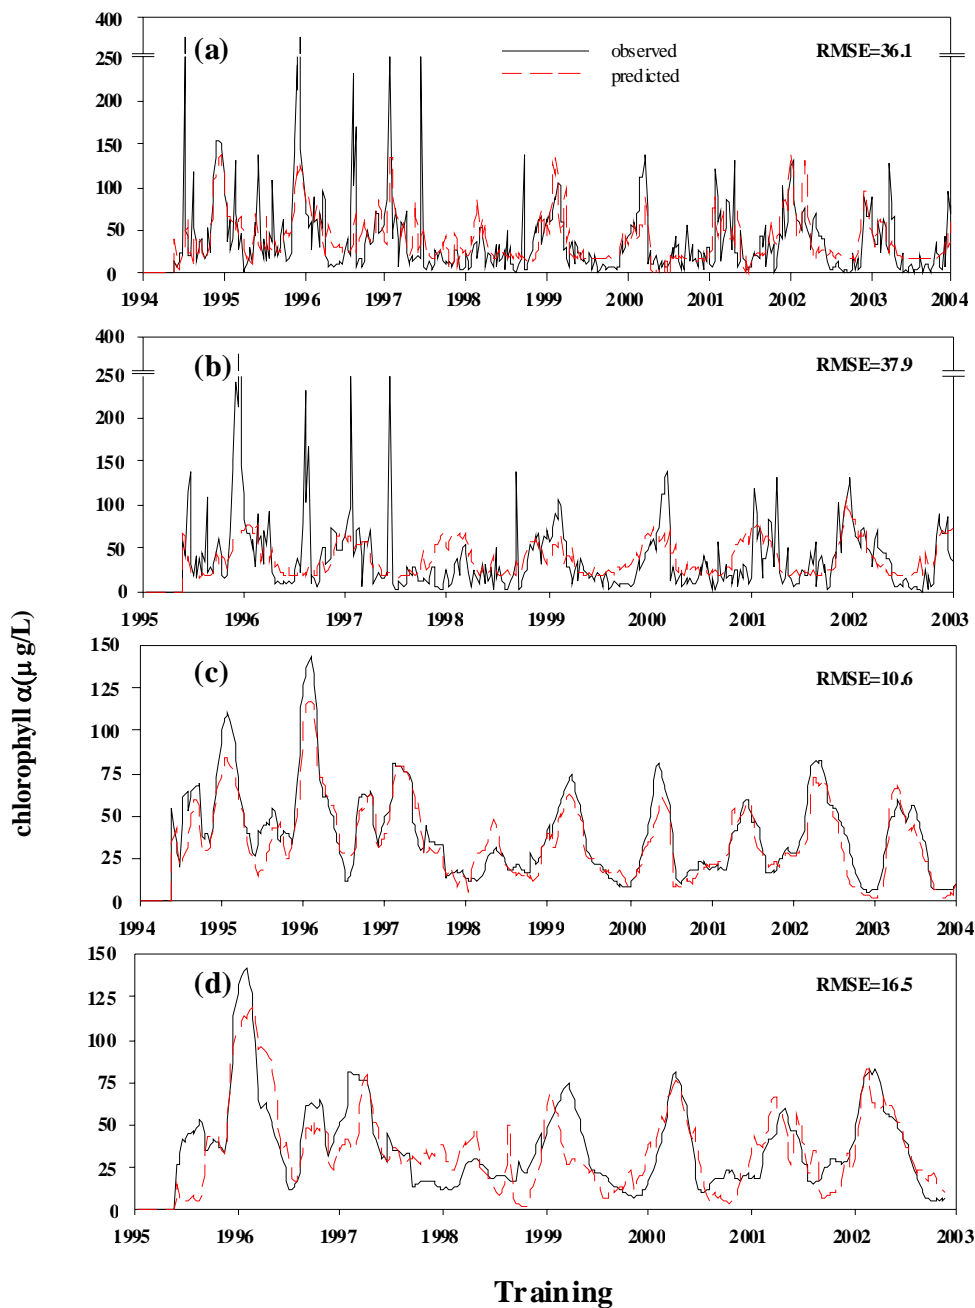 400
(a)
observed
RMSE=36.1
predicted
250
200
150
100
50
0
1994 1995 1996 1997 1998 1999 2000 2001 2002 2003 2004
400
(b)
RMSE=37.9
250
200
150
100
50
0
1995 1996 1997 1998 1999 2000 2001 2002 2003
chlorophyll α(μ g/L)
150
(c)
RMSE=10.6
125
100
75
50
25
0
1994 1995 1996 1997 1998 1999 2000 2001 2002 2003 2004
150
(d)
RMSE=16.5
125
100
75
50
25
0
1995 1996 1997 1998 1999 2000 2001 2002 2003
Training